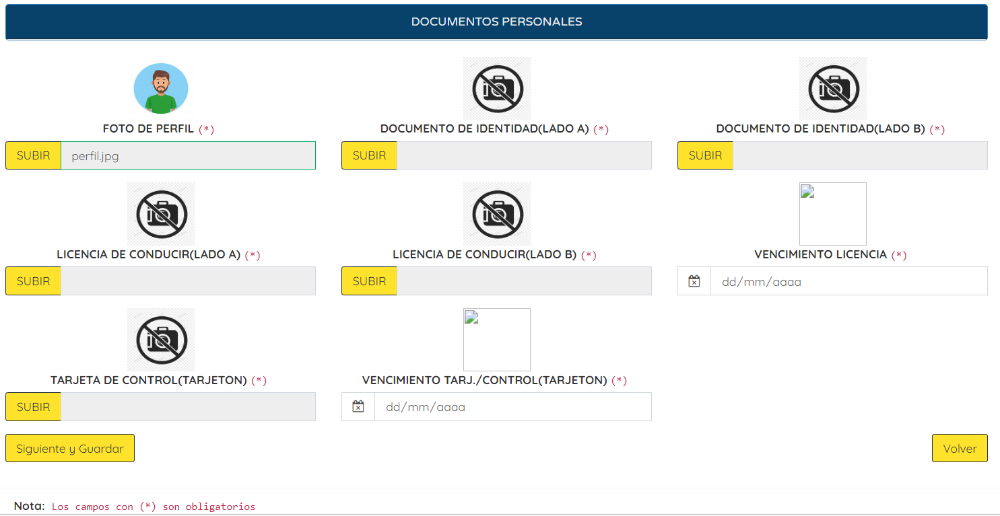 DOCUMENTOS PERSONALES
FOTO DE PERFIL (*)
DOCUMENTO DE IDENTIDAD(LADO A) (*)
DOCUMENTO DE IDENTIDAD(LADO B) (*)
SUBIR perfil.jpg
SUBIR
SUBIR
LICENCIA DE CONDUCIR(LADO A) (*)
LICENCIA DE CONDUCIR(LADO B) (*)
VENCIMIENTO LICENCIA (*)
SUBIR
SUBIR
dd/mm/aaaa
TARJETA DE CONTROL(TARJETON) (*)
VENCIMIENTO TARJ./CONTROL(TARJETON) (*)
SUBIR
dd/mm/aaaa
Siguiente y Guardar
Volver
Nota: Los campos con (*) son obligatorios